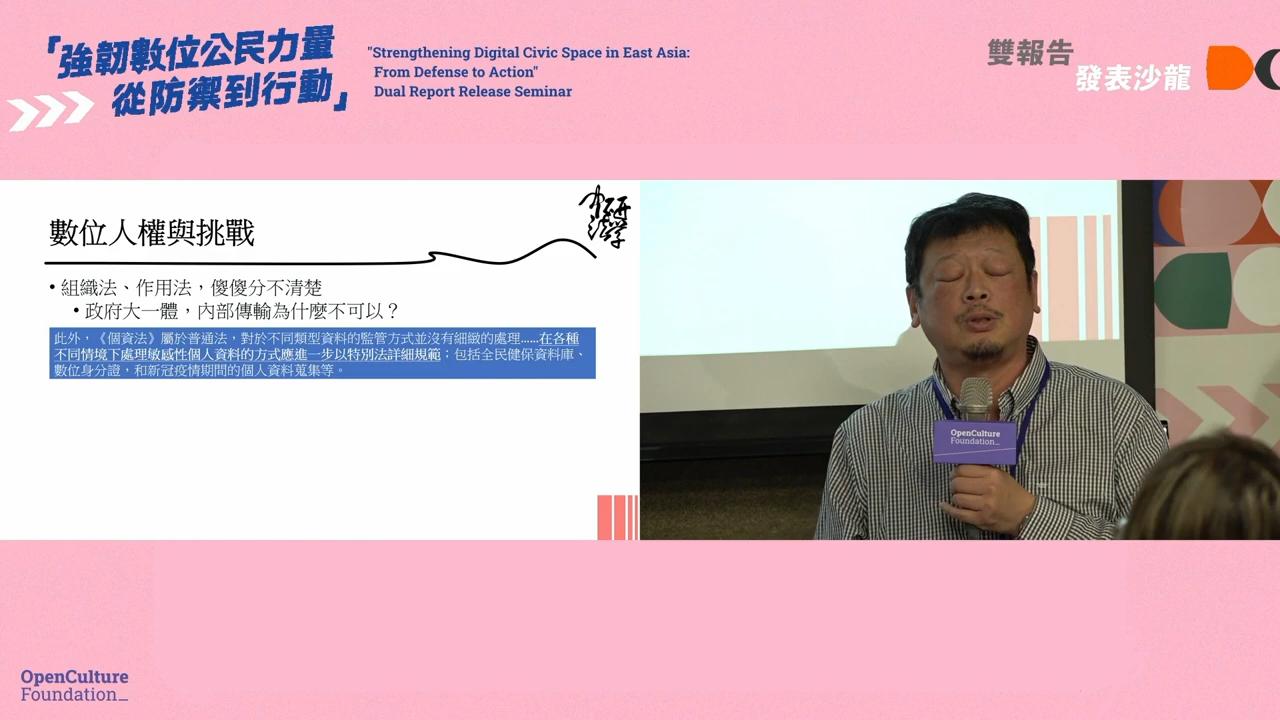 「強韌數位公民力量
從防禦到行動」
"Strengthening Digital Civic Space in East Asia:
From Defense to Action"
Dual Report Release Seminar
雙報告
發表沙龍
數位人權與挑戰
中研法學
• 組織法、作用法，傻傻分不清楚
• 政府大一體，內部傳輸為什麼不可以？
此外，《個資法》屬於普通法，對於不同類型資料的監管方式並沒有細緻的處理......在各種
不同情境下處理敏感性個人資料的方式應進一步以特別法詳細規範；包括全民健保資料庫、
數位身分證，和新冠疫情期間的個人資料蒐集等。
OpenCulture
Foundation_
OpenCulture
Foundation_